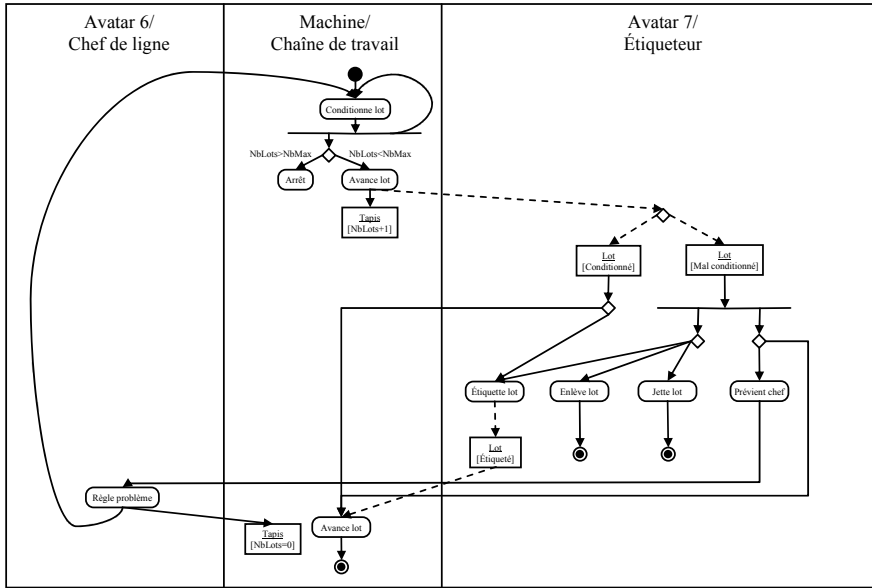 Avatar 6/
Chef de ligne
Machine/
Chaîne de travail
Avatar 7/
Étiqueteur
Conditionne lot
NbLots>NbMax
NbLots<NbMax
Arrêt
Avance lot
Tapis
[NbLots+1]
Lot
[Conditionné]
Lot
[Mal conditionné]
Étiquette lot
Enlève lot
Jette lot
Prévient chef
Lot
[Étiqueté]
Règle problème
Tapis
[NbLots=0]
Avance lot